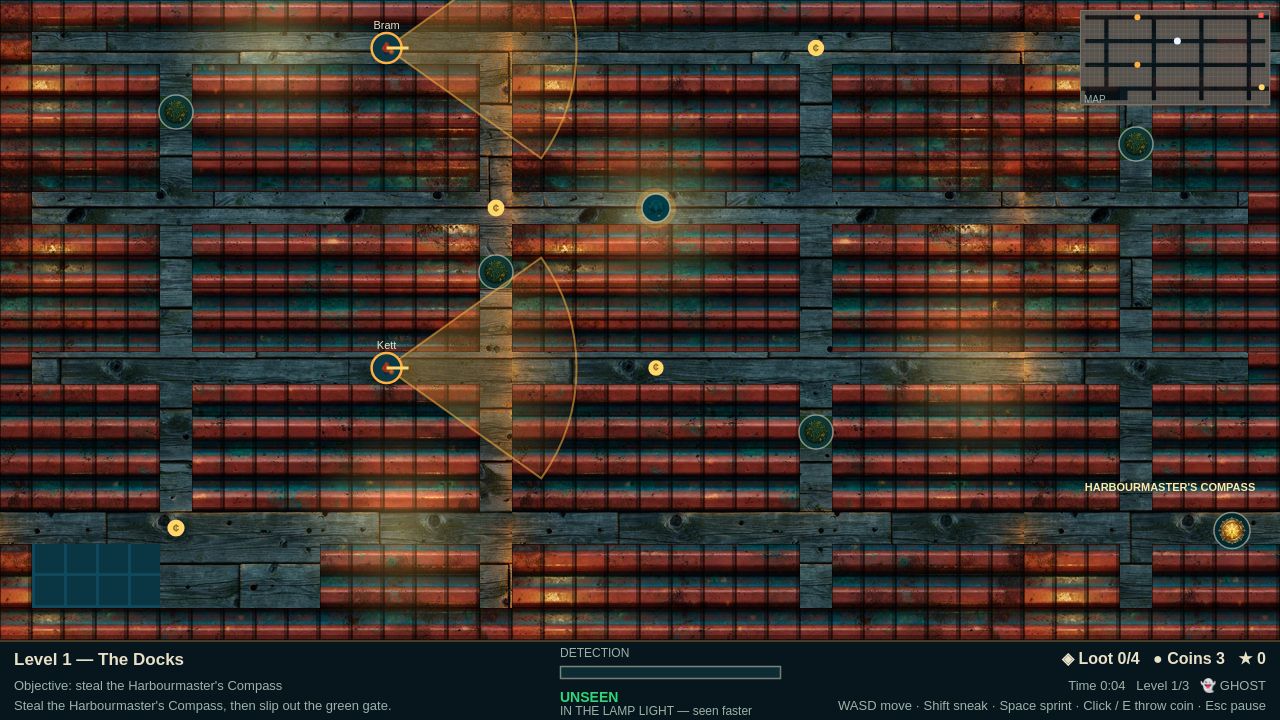 Bram
MAP
Kett
HARBOURMASTER'S COMPASS
Level 1 — The Docks
Objective: steal the Harbourmaster's Compass
Steal the Harbourmaster's Compass, then slip out the green gate.
DETECTION
UNSEEN
IN THE LAMP LIGHT — seen faster
◈ Loot 0/4 ● Coins 3 ★ 0
Time 0:04 Level 1/3 👻 GHOST
WASD move · Shift sneak · Space sprint · Click / E throw coin · Esc pause